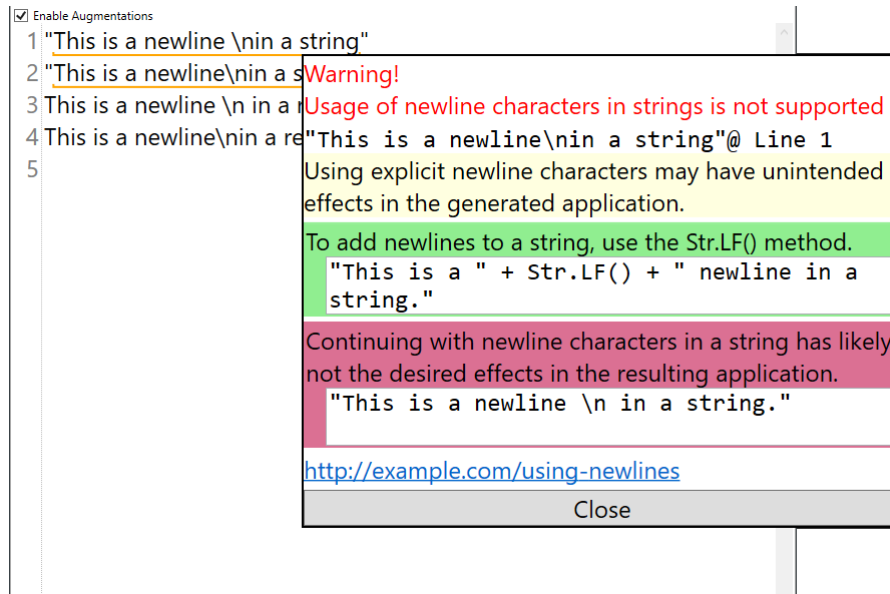 Enable Augmentations
1 "This is a newline \nin a string"
2 "This is a newline\nin a s
3 This is a newline \n in a r
4 This is a newline\nin a re
5
Warning!
Usage of newline characters in strings is not supported
"This is a newline\nin a string"@ Line 1
Using explicit newline characters may have unintended
effects in the generated application.
To add newlines to a string, use the Str.LF() method.
"This is a " + Str.LF() + " newline in a
string."
Continuing with newline characters in a string has likely
not the desired effects in the resulting application.
"This is a newline \n in a string."
http://example.com/using-newlines
Close